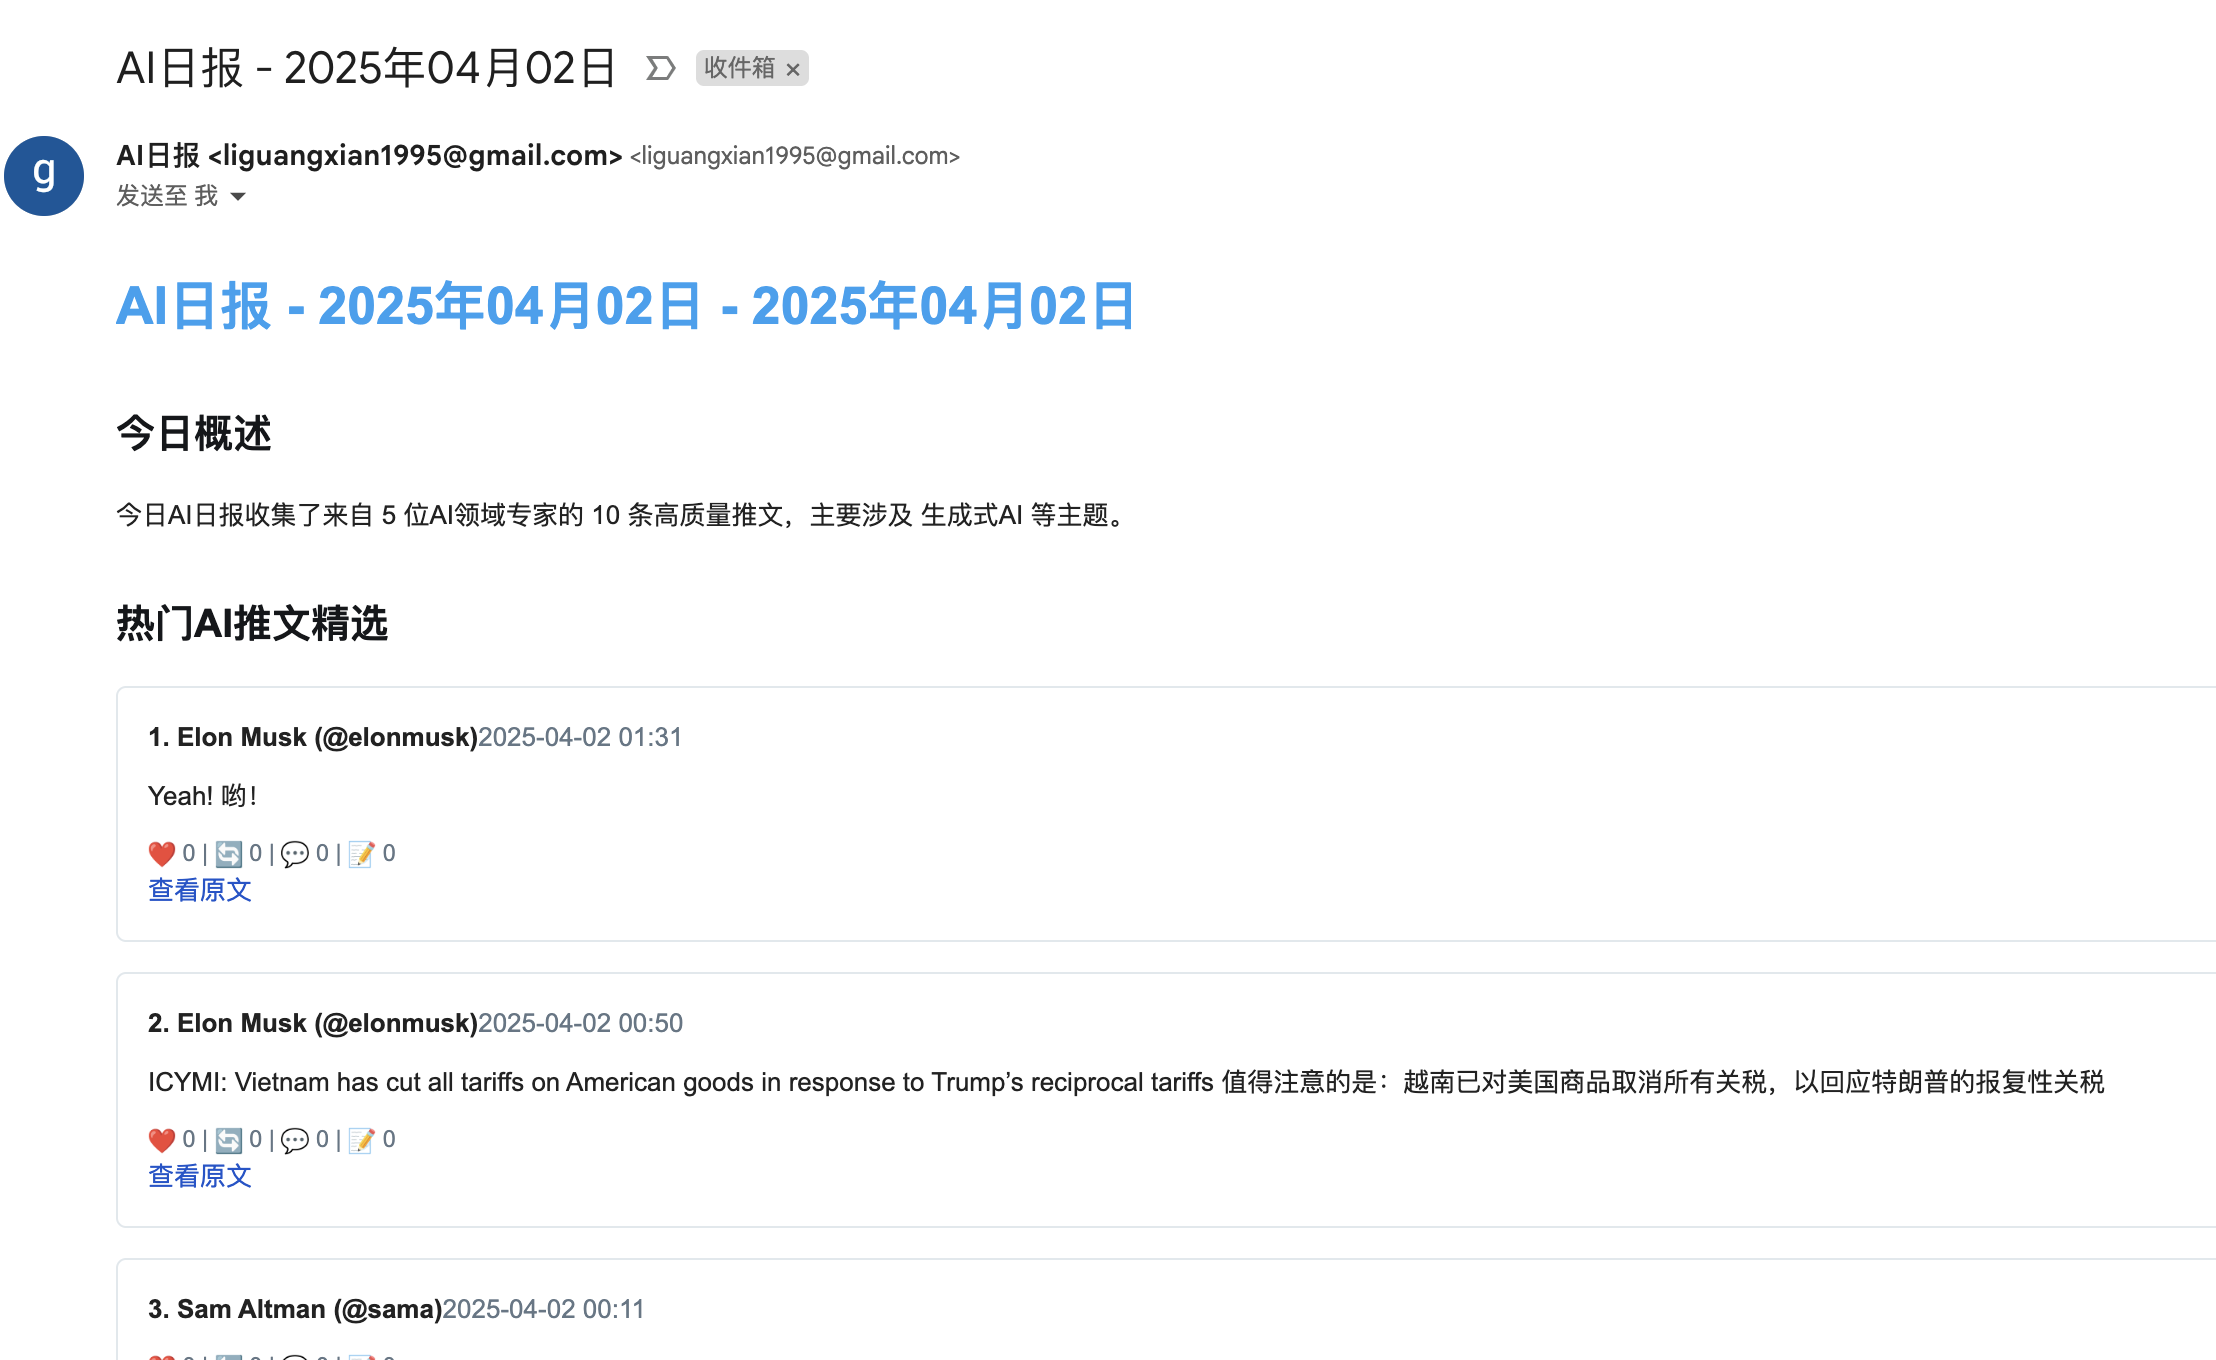 AI日报 - 2025年04月02日 收件箱 ×
g
AI日报 <liguangxian1995@gmail.com> <liguangxian1995@gmail.com>
发送至 我
AI日报 - 2025年04月02日 - 2025年04月02日
今日概述
今日AI日报收集了来自 5 位AI领域专家的 10 条高质量推文，主要涉及 生成式AI 等主题。
热门AI推文精选
1. Elon Musk (@elonmusk)2025-04-02 01:31
Yeah! 哟！
❤️ 0 | 🔄 0 | 💬 0 | 📝 0
查看原文
2. Elon Musk (@elonmusk)2025-04-02 00:50
ICYMI: Vietnam has cut all tariffs on American goods in response to Trump’s reciprocal tariffs 值得注意的是：越南已对美国商品取消所有关税，以回应特朗普的报复性关税
❤️ 0 | 🔄 0 | 💬 0 | 📝 0
查看原文
3. Sam Altman (@sama)2025-04-02 00:11